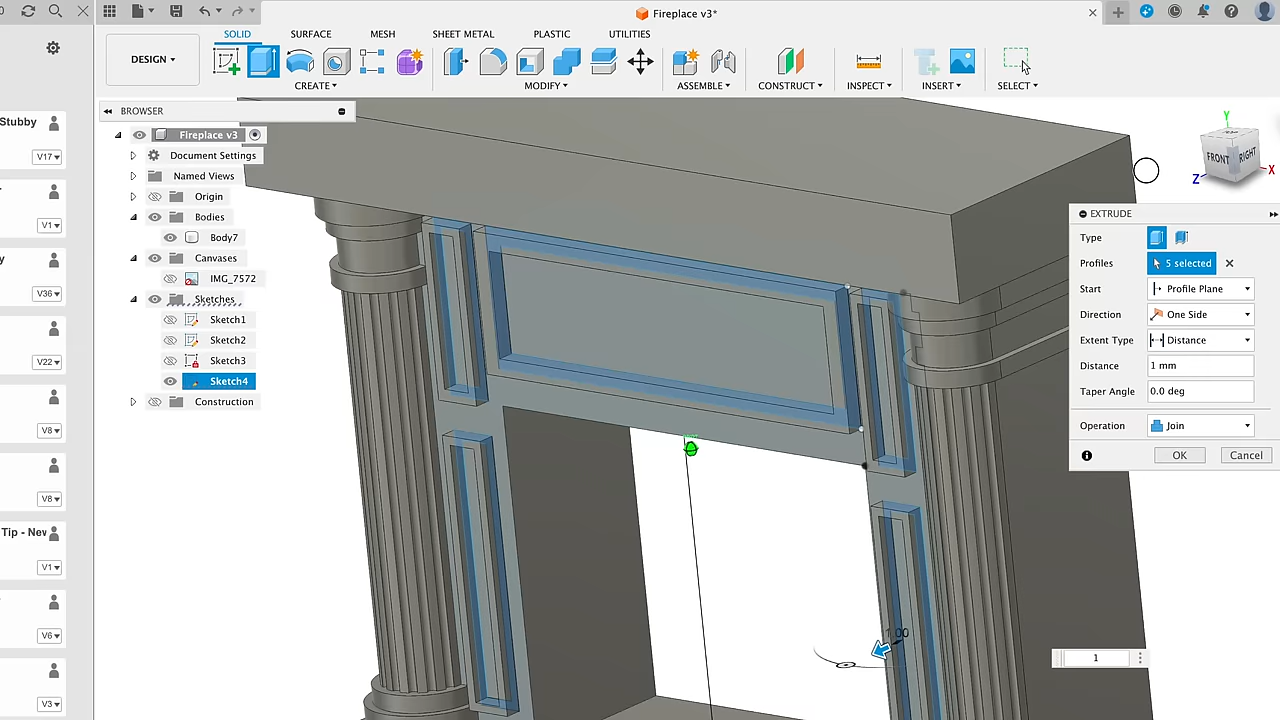 Fireplace v3*
SOLID SURFACE MESH SHEET METAL PLASTIC UTILITIES
DESIGN
CREATE MODIFY ASSEMBLE CONSTRUCT INSPECT INSERT SELECT
BROWSER
Fireplace v3
Document Settings
Named Views
Origin
Bodies
Body7
Canvases
IMG_7572
Sketches
Sketch1
Sketch2
Sketch3
Sketch4
Construction
Stubby
V17
V1
V36
V22
V8
V8
Tip - New
V1
V6
V3
Y
FRONT RIGHT
Z X
EXTRUDE
Type
Profiles 5 selected
Start Profile Plane
Direction One Side
Extent Type Distance
Distance 1 mm
Taper Angle 0.0 deg
Operation Join
OK Cancel
1.00
1